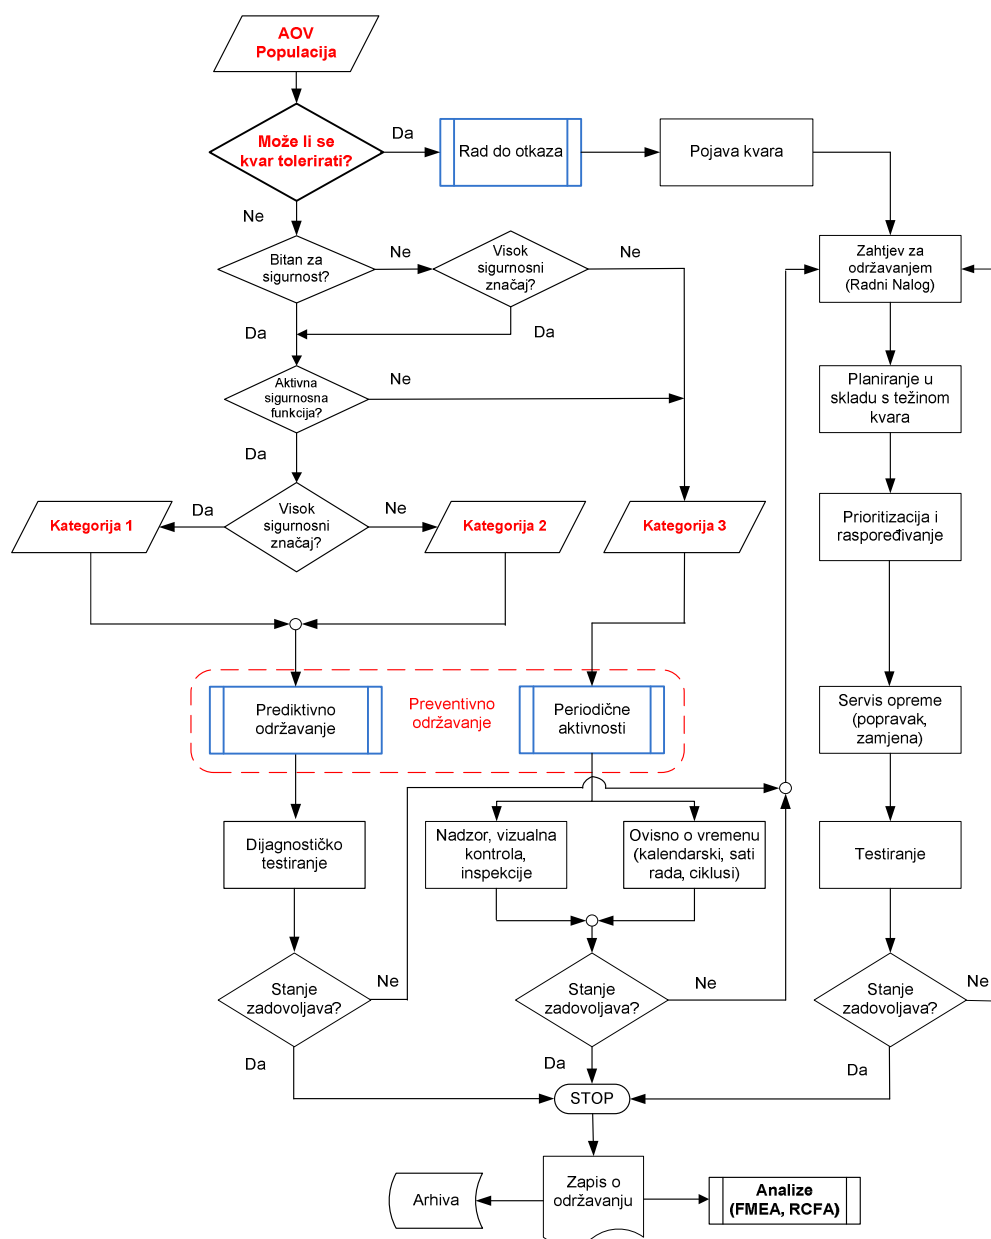 AOV
Populacija
Može li se
kvar tolerirati?
Da
Rad do otkaza
Pojava kvara
Ne
Bitan za
sigurnost?
Ne
Visok
sigurnosni
značaj?
Ne
Zahtjev za
održavanjem
(Radni Nalog)
Da
Da
Aktivna
sigurnosna
funkcija?
Ne
Planiranje u
skladu s težinom
kvara
Da
Kategorija 1
Da
Visok
sigurnosni
značaj?
Ne
Kategorija 2
Kategorija 3
Prioritizacija i
raspoređivanje
Prediktivno
održavanje
Preventivno
održavanje
Periodične
aktivnosti
Servis opreme
(popravak,
zamjena)
Dijagnostičko
testiranje
Nadzor, vizualna
kontrola,
inspekcije
Ovisno o vremenu
(kalendarski, sati
rada, ciklusi)
Testiranje
Stanje
zadovoljava?
Ne
Stanje
zadovoljava?
Ne
Stanje
zadovoljava?
Ne
Da
Da
Da
STOP
Arhiva
Zapis o
održavanju
Analize
(FMEA, RCFA)